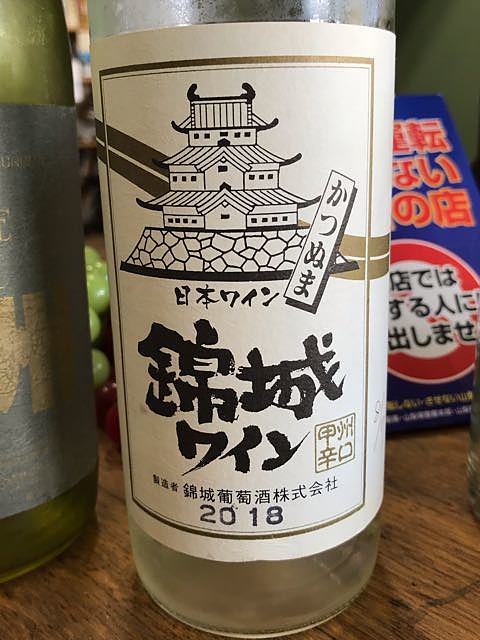 かつぬま
日本ワイン
錦城
ワイン
甲州
辛口
製造者 錦城葡萄酒株式会社
2018
運転
ない
の店
店では
する人に
出しませ